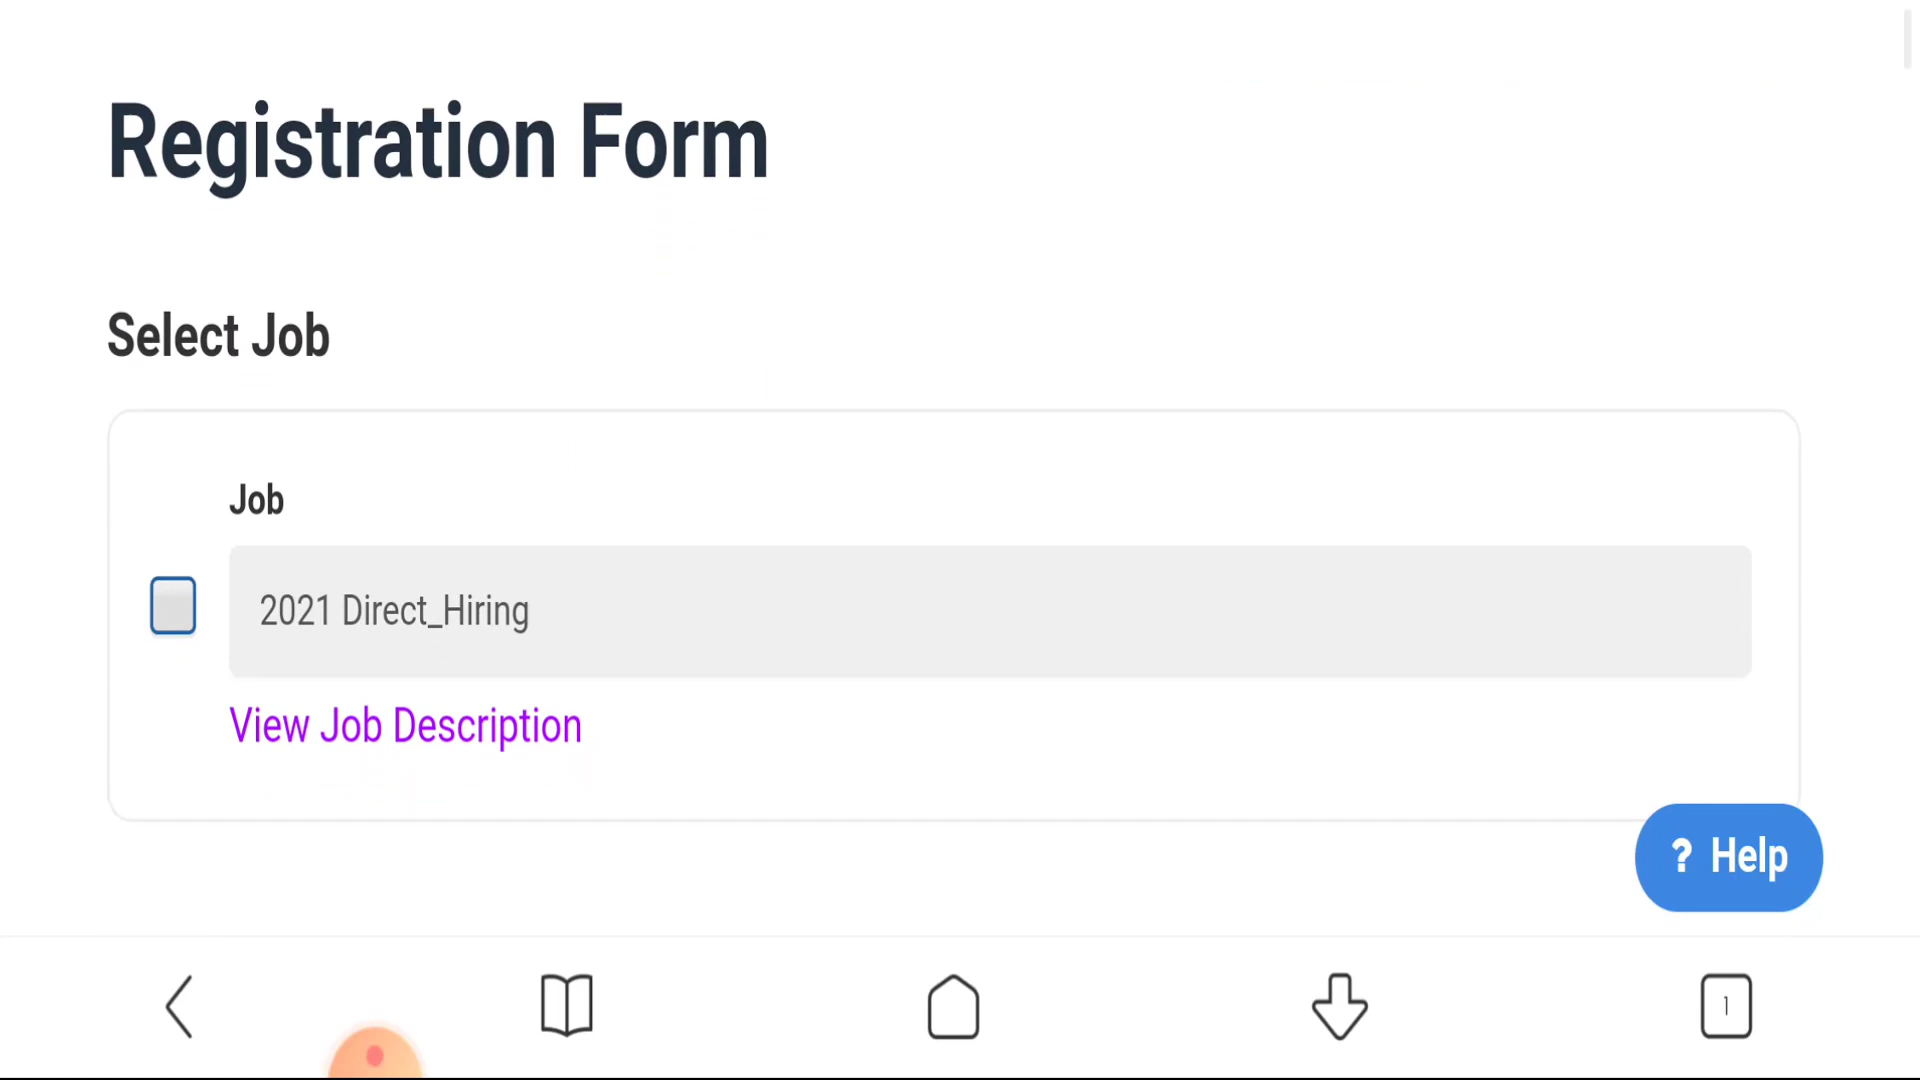 Registration Form
Select Job
Job
2021 Direct_Hiring
View Job Description
? Help
1